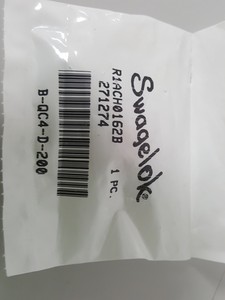 Swagelok®
R1ACH0162B
271274
1 PC.
B-QC4-D-200